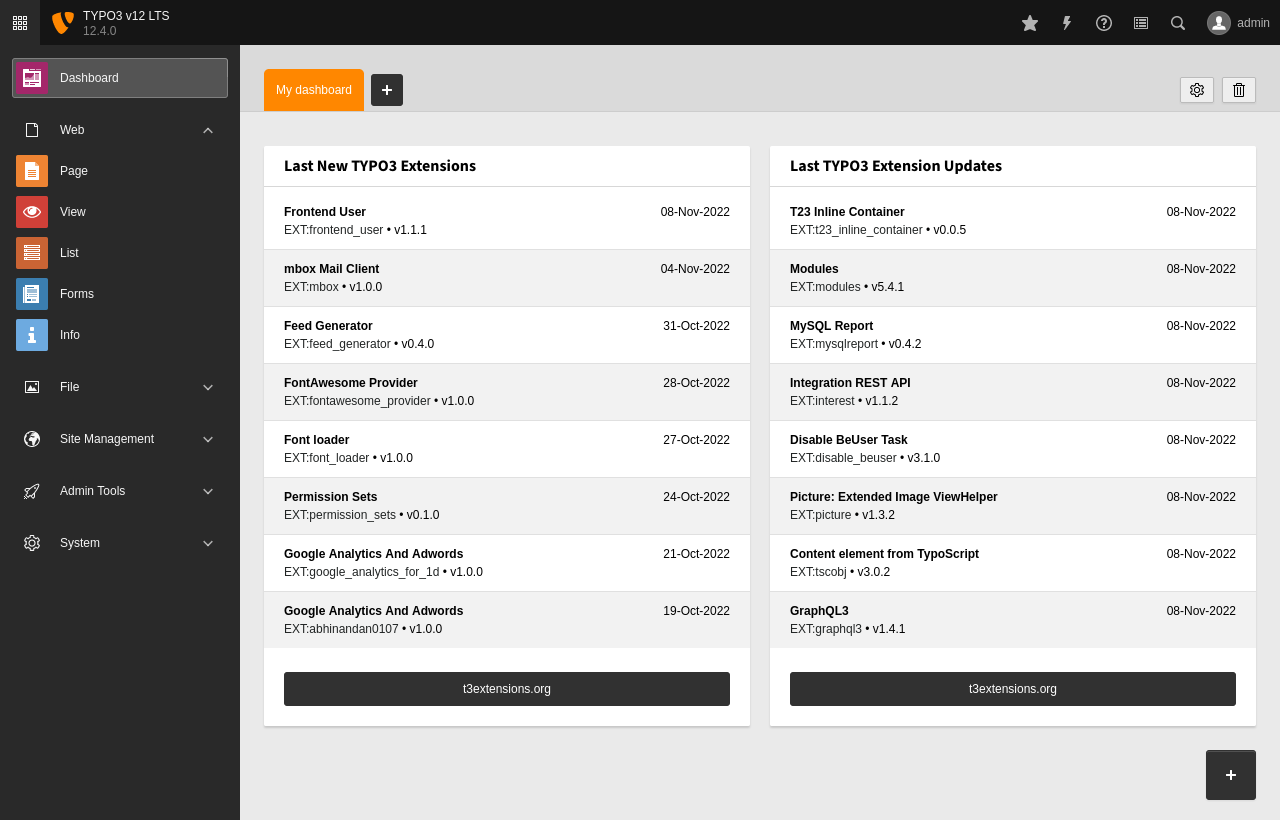 TYPO3 v12 LTS
12.4.0
admin
Dashboard
Web
Page
View
List
Forms
Info
File
Site Management
Admin Tools
System
My dashboard
Last New TYPO3 Extensions
Frontend User 08-Nov-2022
EXT:frontend_user • v1.1.1
mbox Mail Client 04-Nov-2022
EXT:mbox • v1.0.0
Feed Generator 31-Oct-2022
EXT:feed_generator • v0.4.0
FontAwesome Provider 28-Oct-2022
EXT:fontawesome_provider • v1.0.0
Font loader 27-Oct-2022
EXT:font_loader • v1.0.0
Permission Sets 24-Oct-2022
EXT:permission_sets • v0.1.0
Google Analytics And Adwords 21-Oct-2022
EXT:google_analytics_for_1d • v1.0.0
Google Analytics And Adwords 19-Oct-2022
EXT:abhinandan0107 • v1.0.0
t3extensions.org
Last TYPO3 Extension Updates
T23 Inline Container 08-Nov-2022
EXT:t23_inline_container • v0.0.5
Modules 08-Nov-2022
EXT:modules • v5.4.1
MySQL Report 08-Nov-2022
EXT:mysqlreport • v0.4.2
Integration REST API 08-Nov-2022
EXT:interest • v1.1.2
Disable BeUser Task 08-Nov-2022
EXT:disable_beuser • v3.1.0
Picture: Extended Image ViewHelper 08-Nov-2022
EXT:picture • v1.3.2
Content element from TypoScript 08-Nov-2022
EXT:tscobj • v3.0.2
GraphQL3 08-Nov-2022
EXT:graphql3 • v1.4.1
t3extensions.org